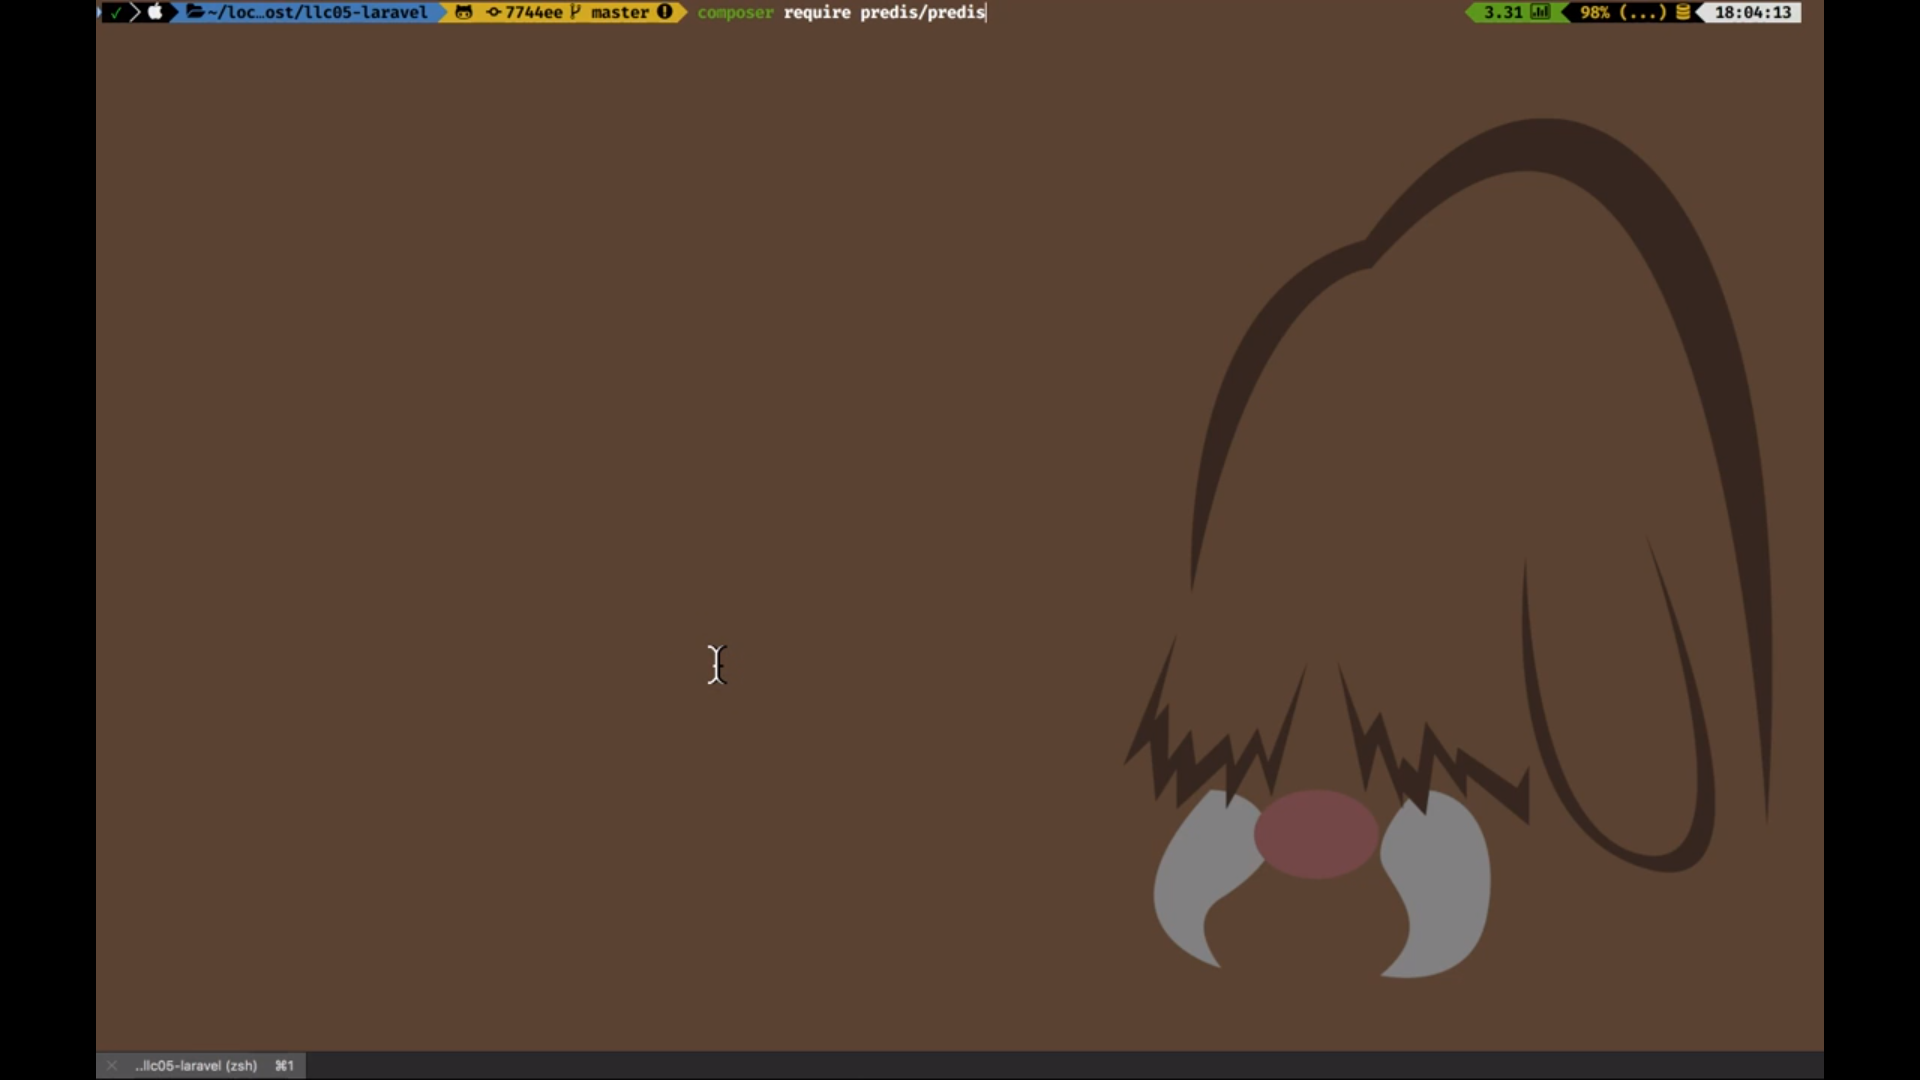 ~/loc…ost/llc05-laravel 7744ee master composer require predis/predis 3.31 98% (...) 18:04:13
..llc05-laravel (zsh) ⌘1